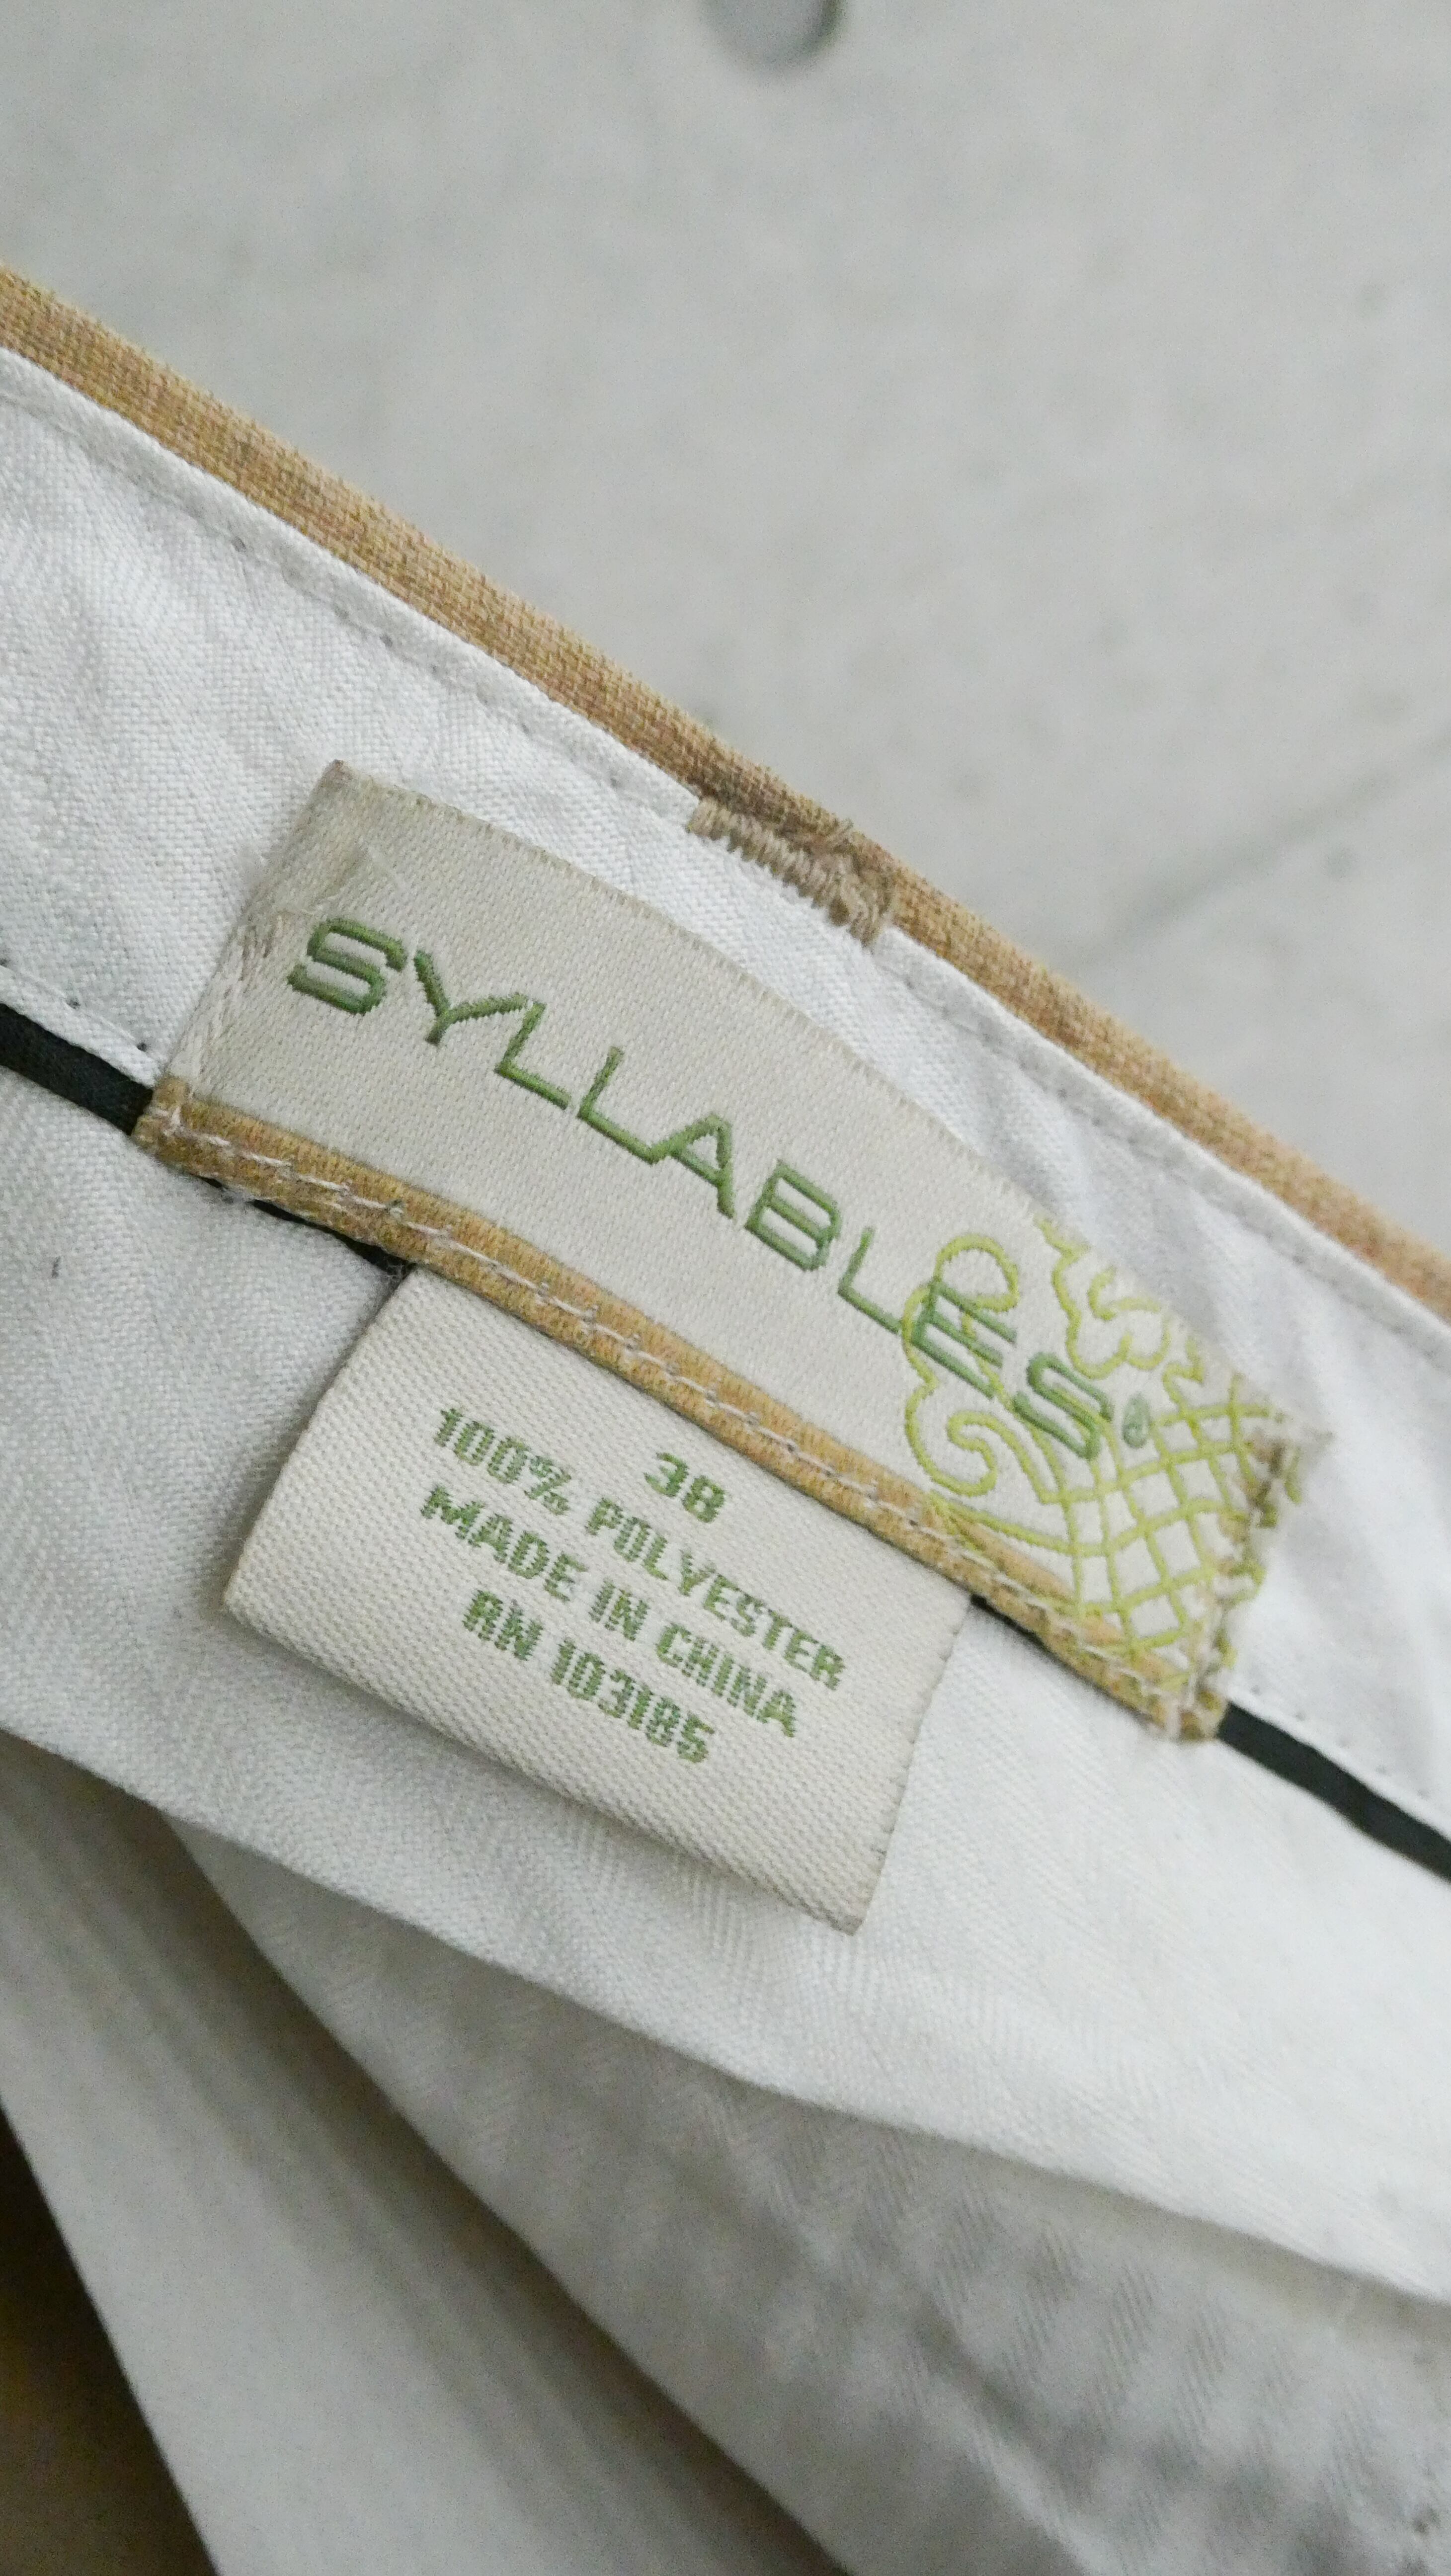 SYLLABLES®
38
100% POLYESTER
MADE IN CHINA
RN 103185